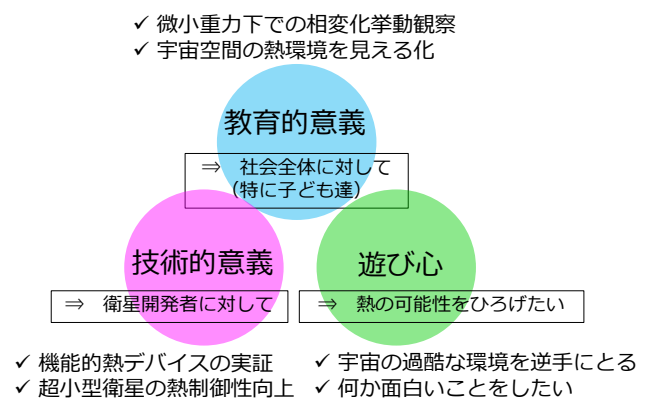 ✓ 微小重力下での相変化挙動観察
✓ 宇宙空間の熱環境を見える化
教育的意義
⇒ 社会全体に対して
（特に子ども達）
技術的意義
⇒ 衛星開発者に対して
✓ 機能的熱デバイスの実証
✓ 超小型衛星の熱制御性向上
遊び心
⇒ 熱の可能性をひろげたい
✓ 宇宙の過酷な環境を逆手にとる
✓ 何か面白いことをしたい